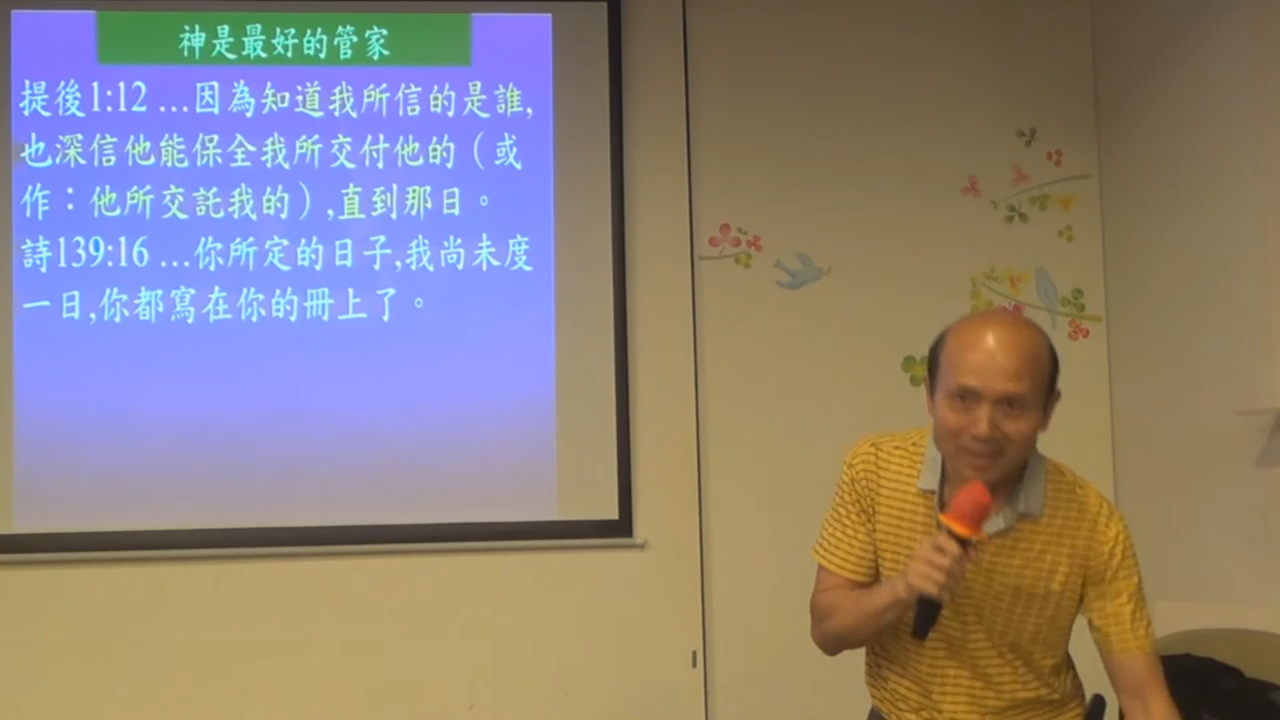 神是最好的管家
提後1:12 …因為知道我所信的是誰,
也深信他能保全我所交付他的（或
作：他所交託我的）,直到那日。
詩139:16 …你所定的日子,我尚未度
一日,你都寫在你的冊上了。